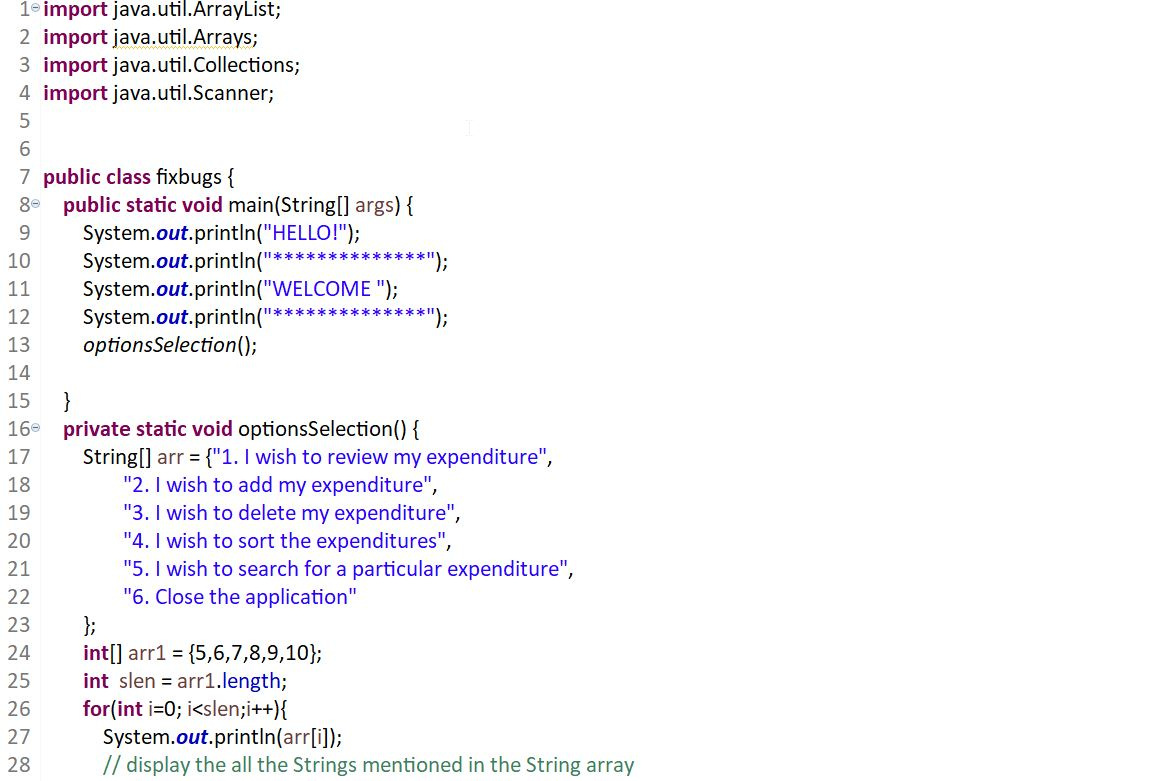 1 import java.util.ArrayList;
2 import java.util.Arrays;
3 import java.util.Collections;
4 import java.util.Scanner;
5
6
7 public class fixbugs {
8 public static void main(String[] args) {
9 System.out.println("HELLO!");
10 System.out.println("**************");
11 System.out.println("WELCOME ");
12 System.out.println("**************");
13 optionsSelection();
14
15 }
16 private static void optionsSelection() {
17 String[] arr = {"1. I wish to review my expenditure",
18 "2. I wish to add my expenditure",
19 "3. I wish to delete my expenditure",
20 "4. I wish to sort the expenditures",
21 "5. I wish to search for a particular expenditure",
22 "6. Close the application"
23 };
24 int[] arr1 = {5,6,7,8,9,10};
25 int  slen = arr1.length;
26 for(int i=0; i<slen;i++){
27 System.out.println(arr[i]);
28 // display the all the Strings mentioned in the String array